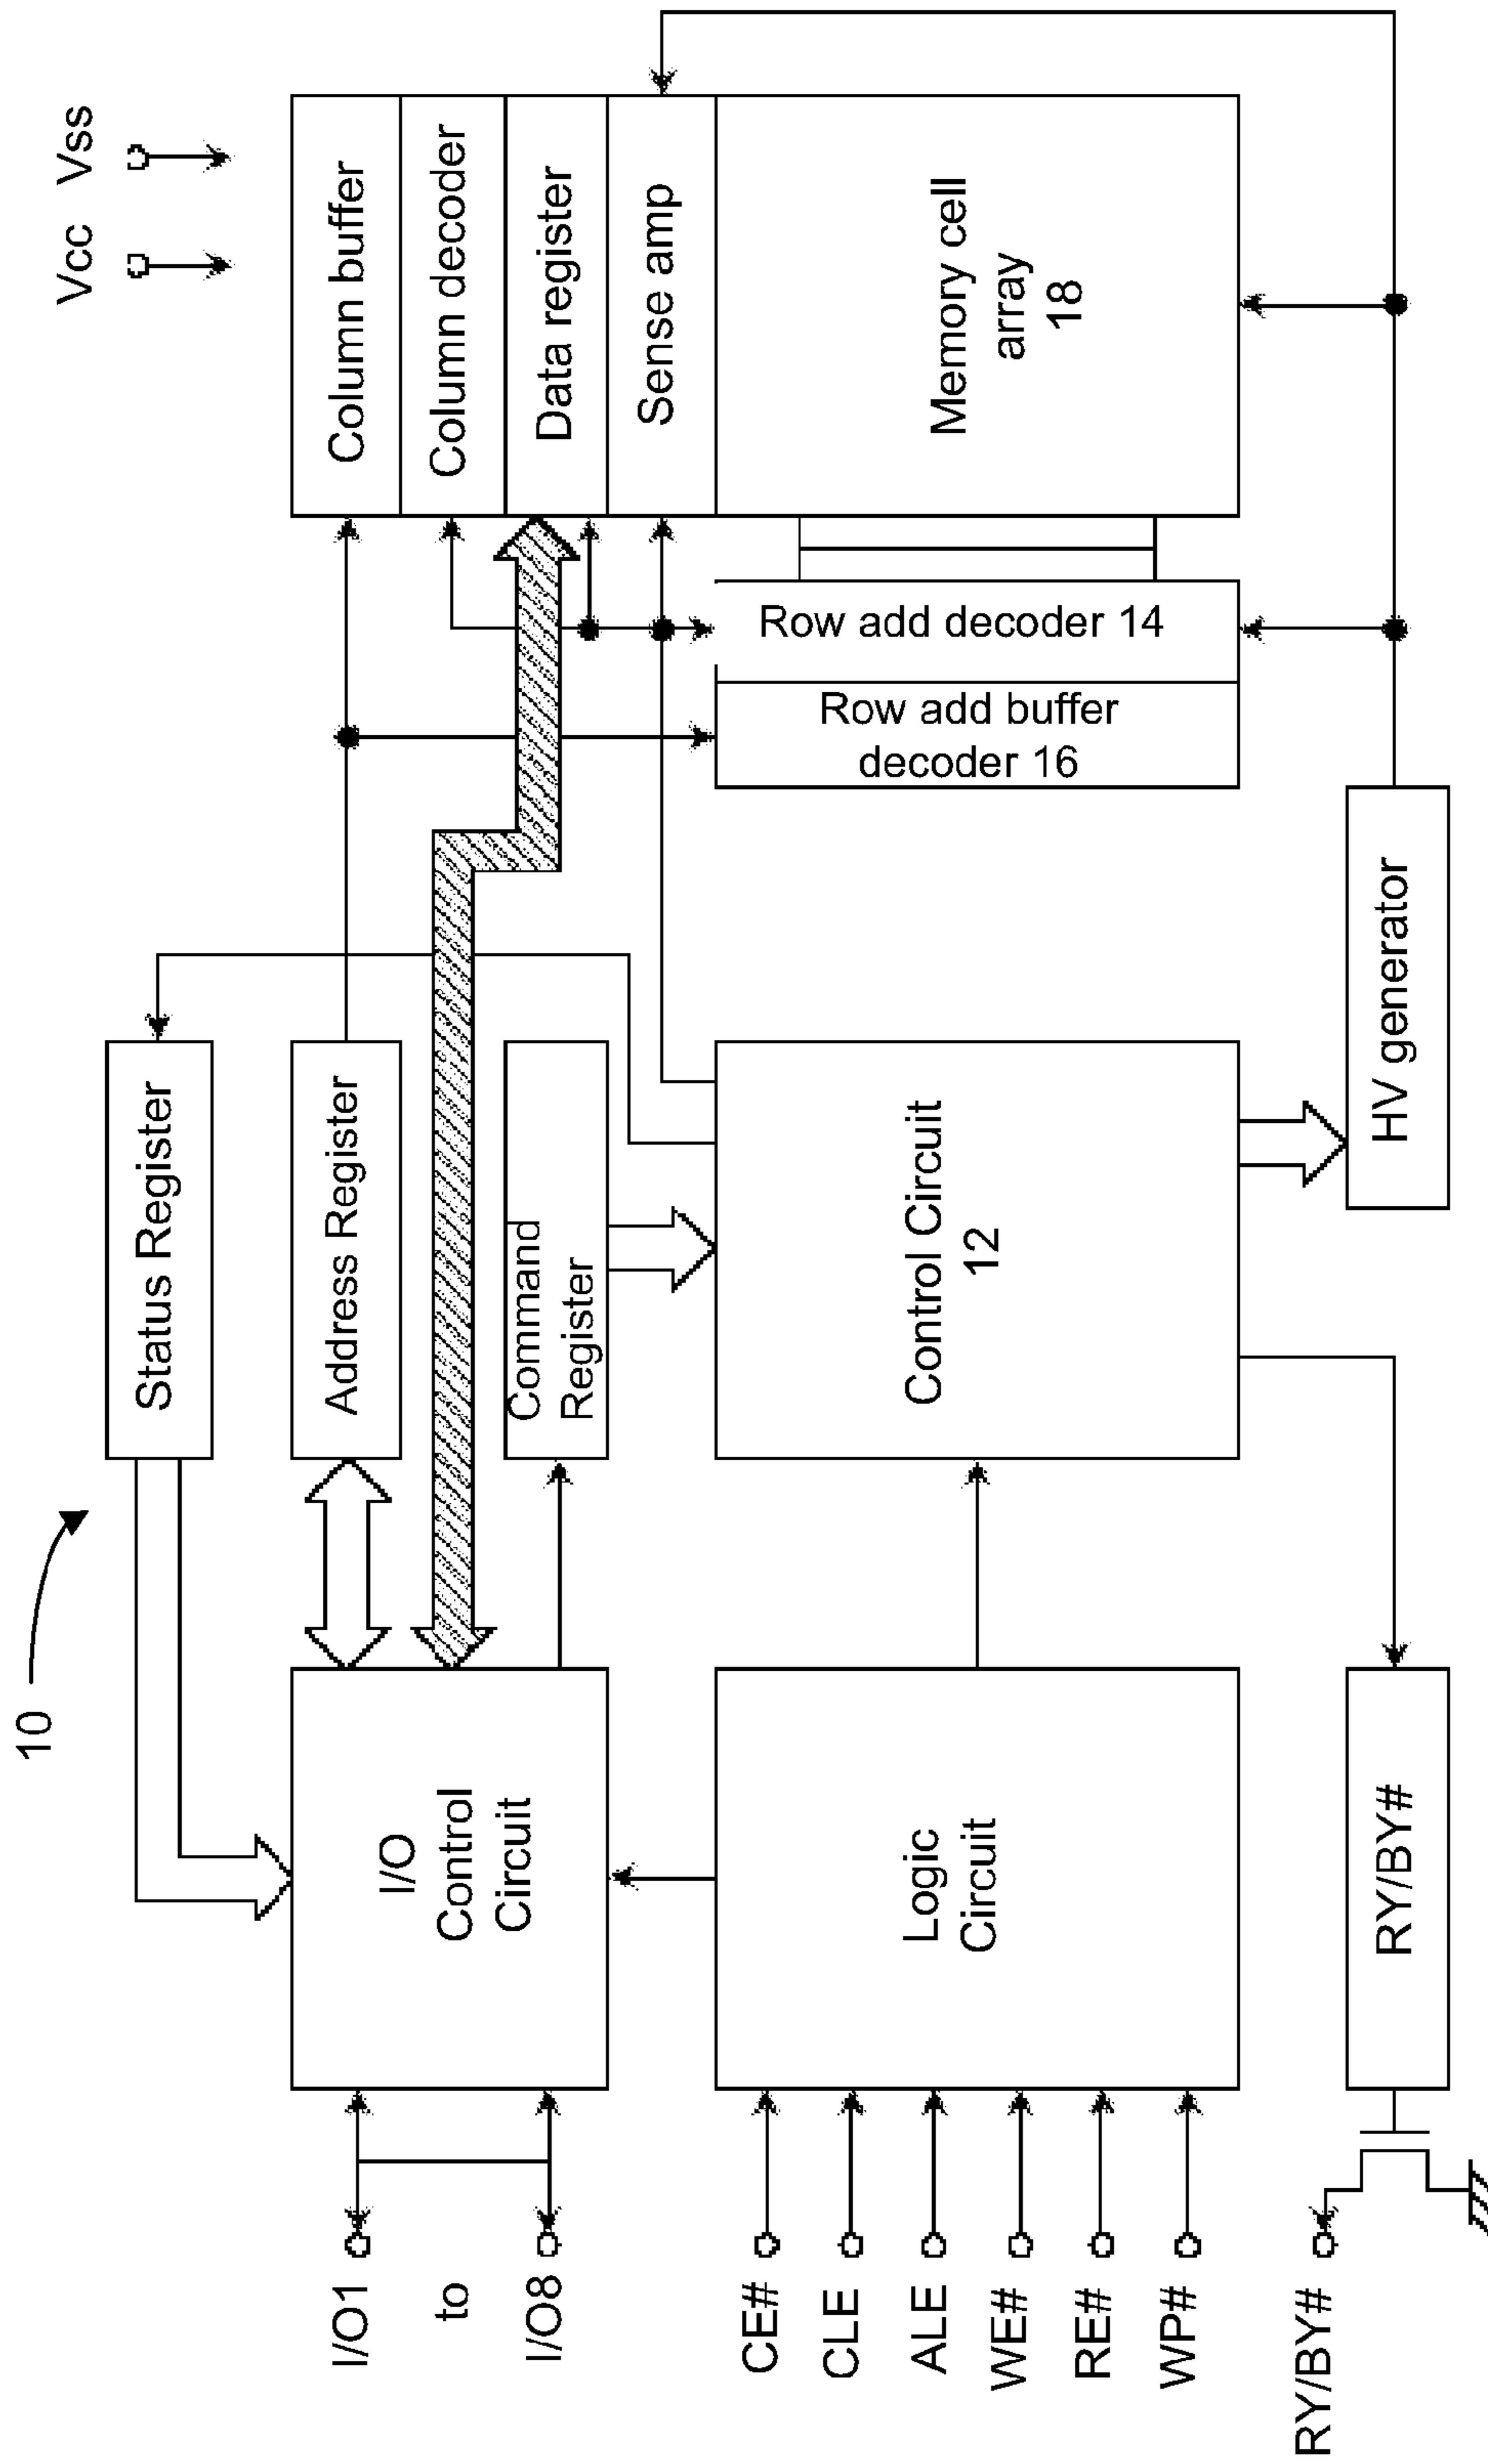 10
Vcc
Vss
Status Register
Address Register
Column buffer
Column decoder
Data register
Sense amp
Memory cell
array
18
I/O1
to
I/O8
I/O
Control
Circuit
Command
Register
Row add decoder 14
Row add buffer
decoder 16
CE#
CLE
ALE
WE#
RE#
WP#
Logic
Circuit
Control Circuit
12
HV generator
RY/BY#
RY/BY#